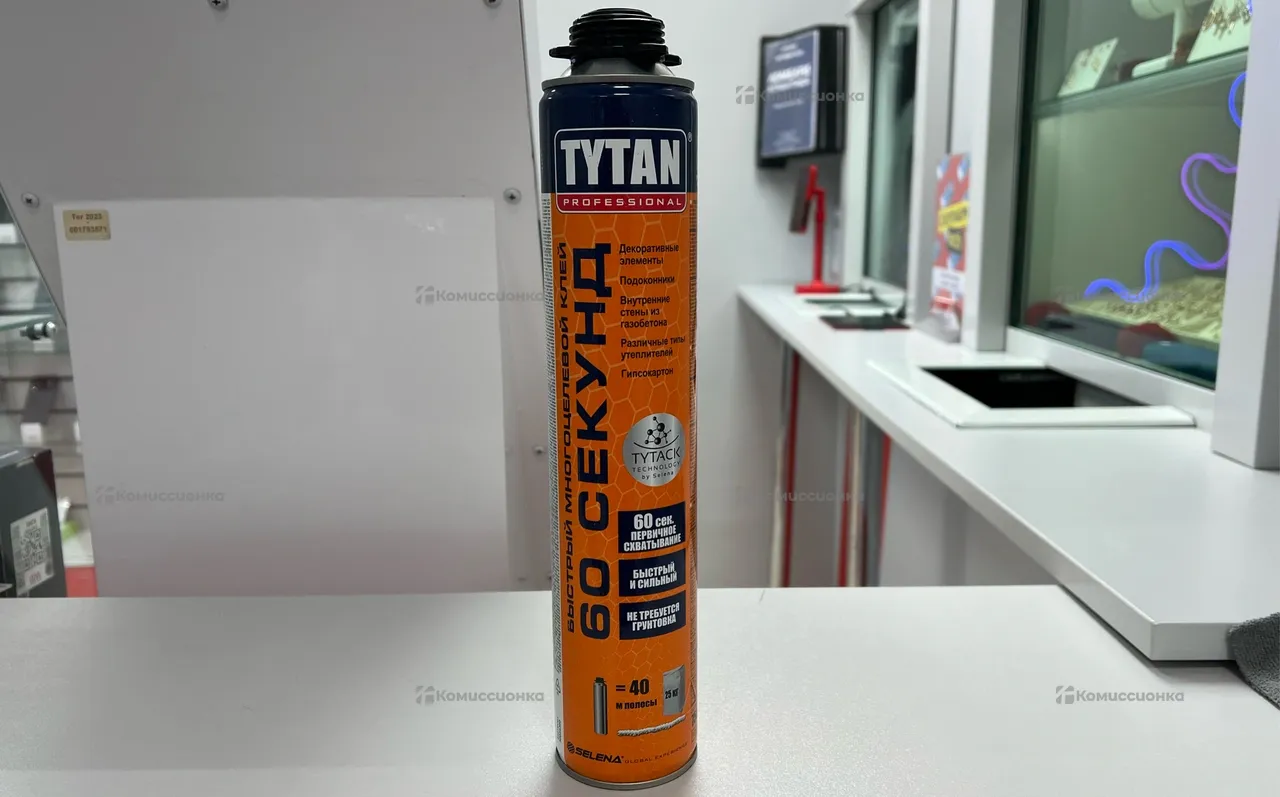 TYTAN
®
PROFESSIONAL
БЫСТРЫЙ МНОГОЦЕЛЕВОЙ КЛЕЙ
60 СЕКУНД
Декоративные
элементы
Подоконники
Внутренние
стены из
газобетона
Различные типы
утеплителей
Гипсокартон
TYTACK
TECHNOLOGY
by Selena
60 сек.
ПЕРВИЧНОЕ
СХВАТЫВАНИЕ
БЫСТРЫЙ
И СИЛЬНЫЙ
НЕ ТРЕБУЕТСЯ
ГРУНТОВКА
= 40
м полосы
25 КГ
SELENA
Комиссионка
Комиссионка
Комиссионка
Комиссионка
Комиссионка
Комиссионка